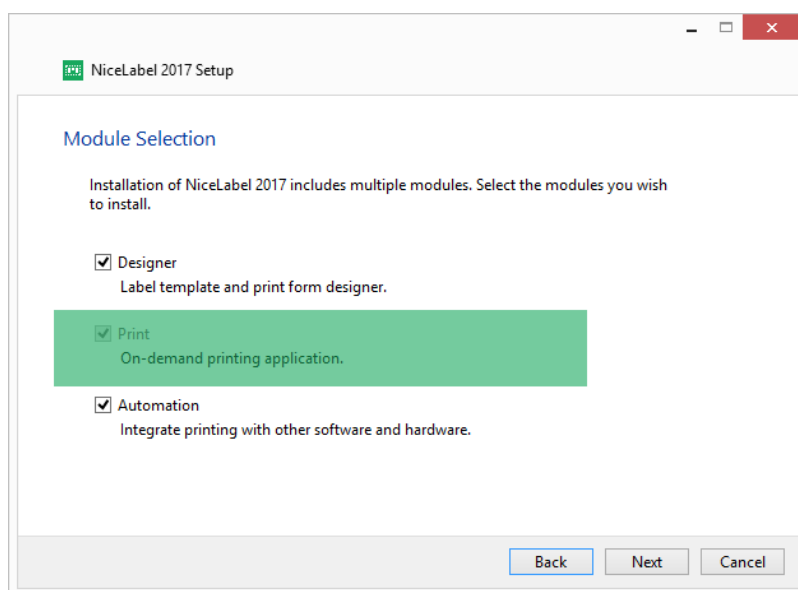 NiceLabel 2017 Setup
Module Selection
Installation of NiceLabel 2017 includes multiple modules. Select the modules you wish
to install.
Designer
Label template and print form designer.
Print
On-demand printing application.
Automation
Integrate printing with other software and hardware.
Back Next Cancel